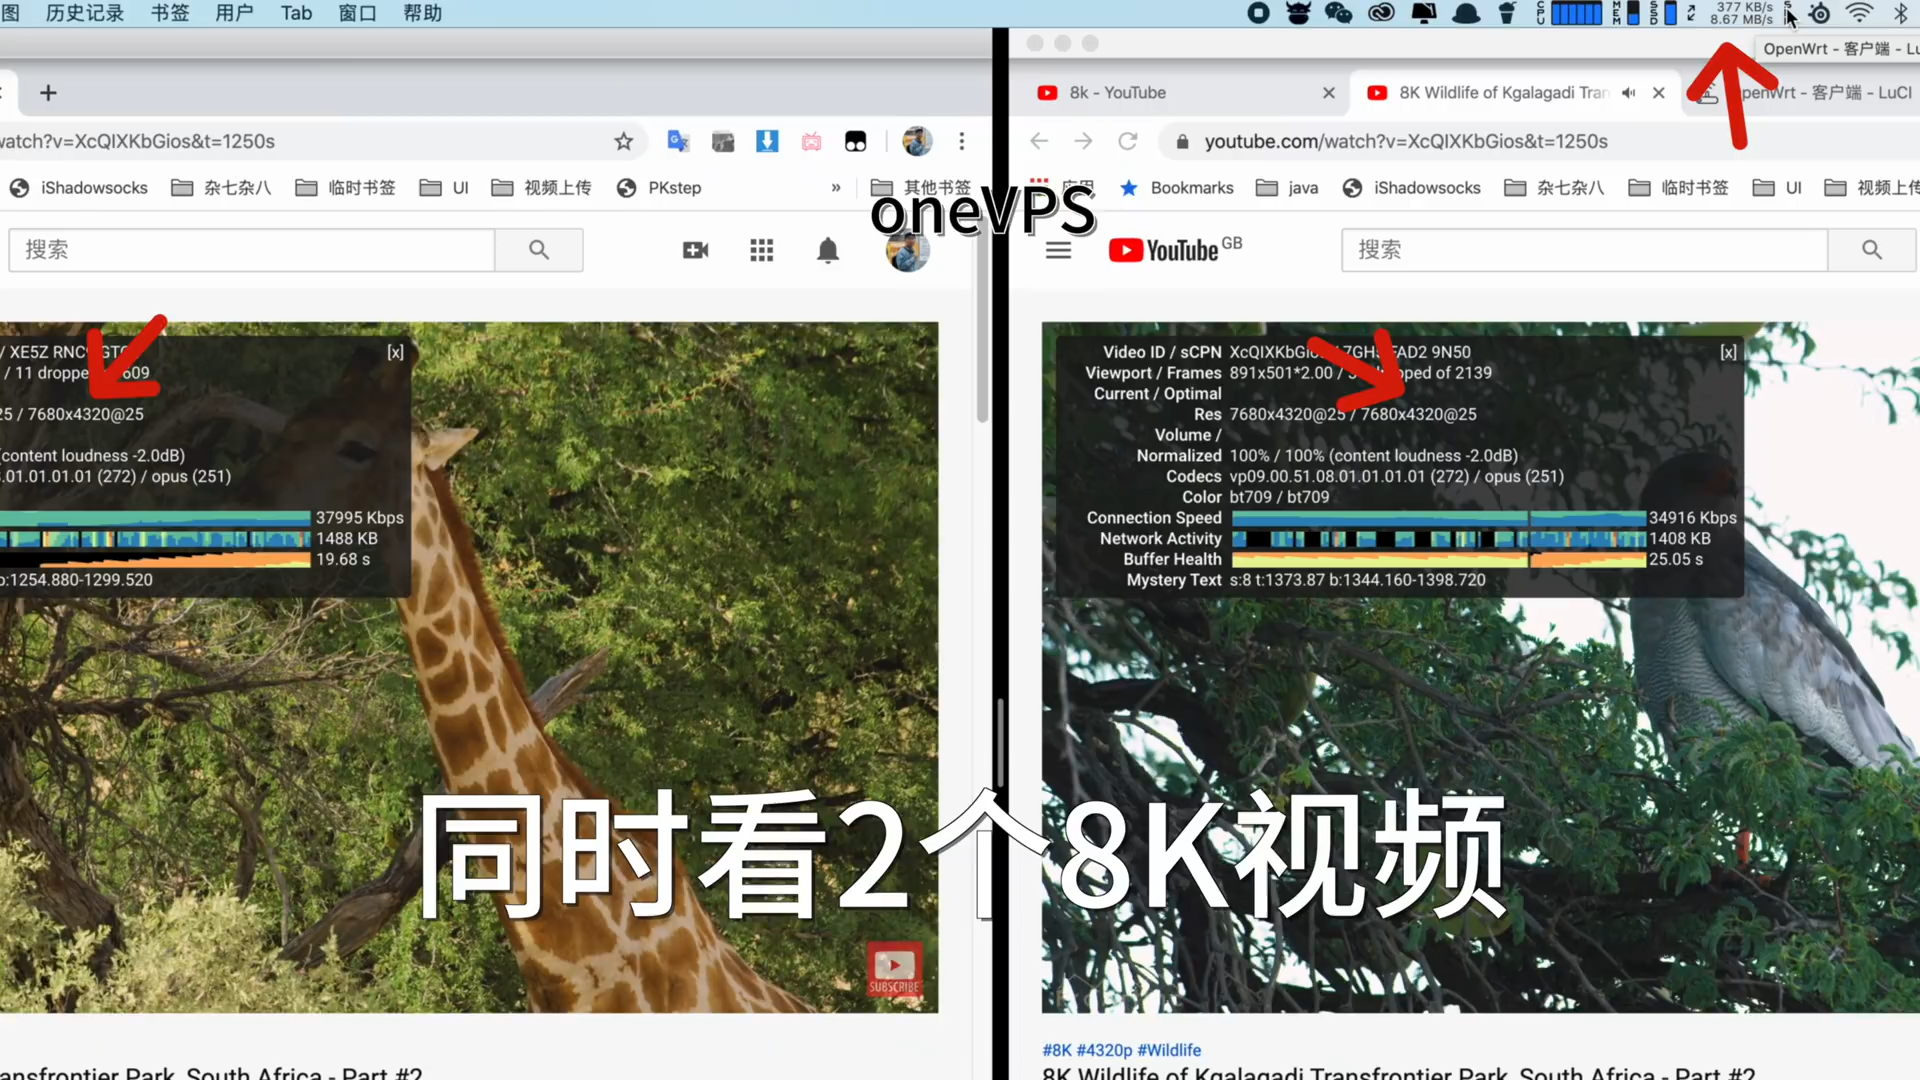 图 历史记录 书签 用户 Tab 窗口 帮助
CPU MEM SSD 377 KB/s
8.67 MB/s
OpenWrt - 客户端 - Lu
8k - YouTube
8K Wildlife of Kgalagadi Tran
penWrt - 客户端 - LuCI
watch?v=XcQIXKbGios&t=1250s
youtube.com/watch?v=XcQIXKbGios&t=1250s
iShadowsocks 杂七杂八 临时书签 UI 视频上传 PKstep » 其他书签
Bookmarks java iShadowsocks 杂七杂八 临时书签 UI 视频上传
oneVPS
搜索
YouTube GB
搜索
/ XE5Z RNC GT [x]
/ 11 droppe 609
25 / 7680x4320@25
(content loudness -2.0dB)
.01.01.01.01 (272) / opus (251)
37995 Kbps
1488 KB
19.68 s
b:1254.880-1299.520
Video ID / sCPN XcQIXKbGi 7GH AD2 9N50 [x]
Viewport / Frames 891x501*2.00 / pped of 2139
Current / Optimal
Res 7680x4320@25 / 7680x4320@25
Volume /
Normalized 100% / 100% (content loudness -2.0dB)
Codecs vp09.00.51.08.01.01.01.01 (272) / opus (251)
Color bt709 / bt709
Connection Speed 34916 Kbps
Network Activity 1408 KB
Buffer Health 25.05 s
Mystery Text s:8 t:1373.87 b:1344.160-1398.720
同时看2个8K视频
SUBSCRIBE
#8K #4320p #Wildlife
ansfrontier Park, South Africa - Part #2
8K Wildlife of Kgalagadi Transfrontier Park, South Africa - Part #2